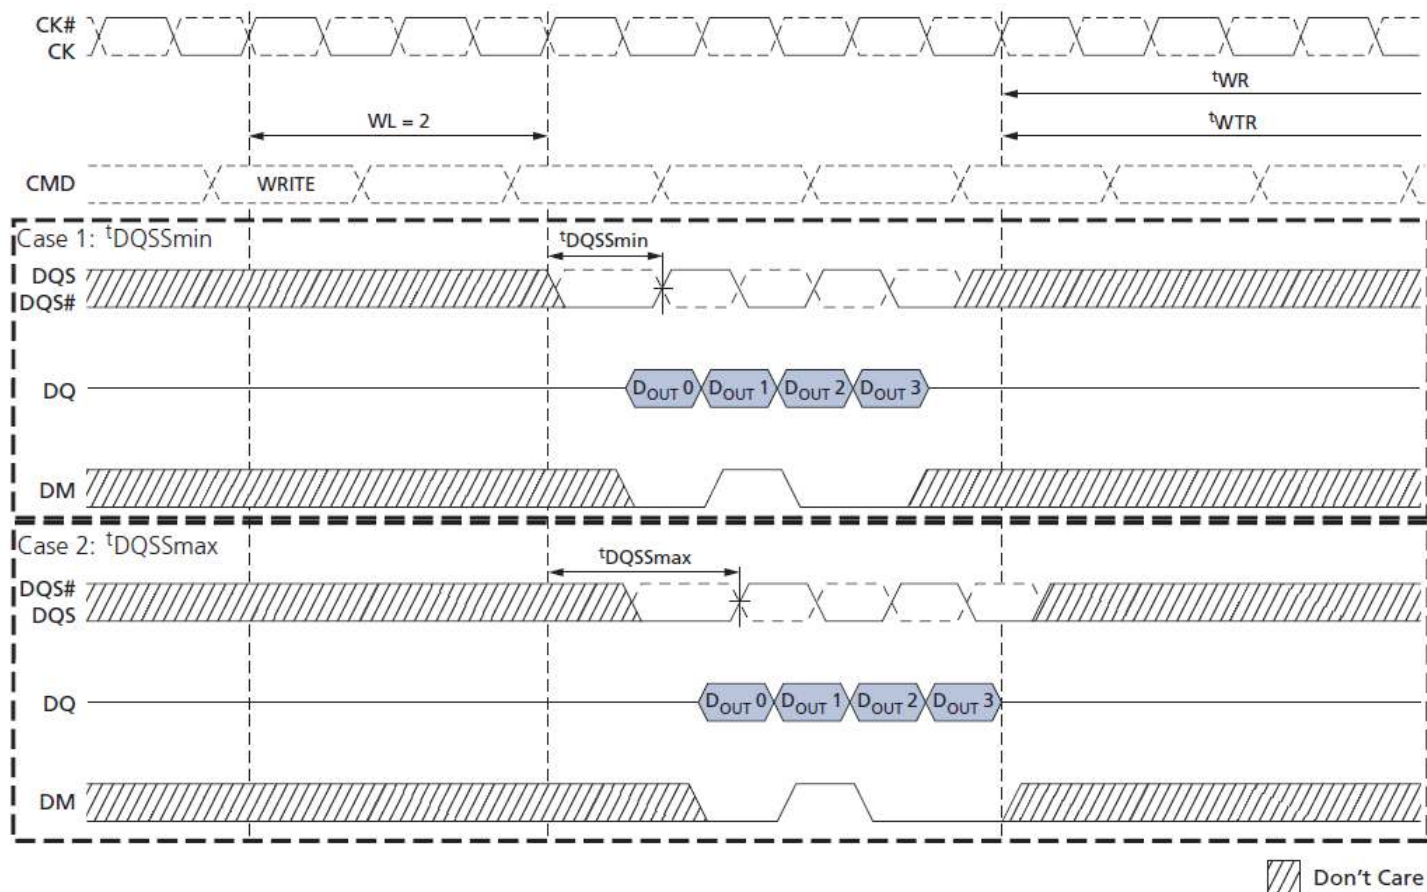 CK#
CK
tWR
WL = 2
tWTR
CMD
WRITE
Case 1: tDQSSmin
tDQSSmin
DQS
DQS#
DQ
DOUT 0 DOUT 1 DOUT 2 DOUT 3
DM
Case 2: tDQSSmax
tDQSSmax
DQS#
DQS
DQ
DOUT 0 DOUT 1 DOUT 2 DOUT 3
DM
Don't Care